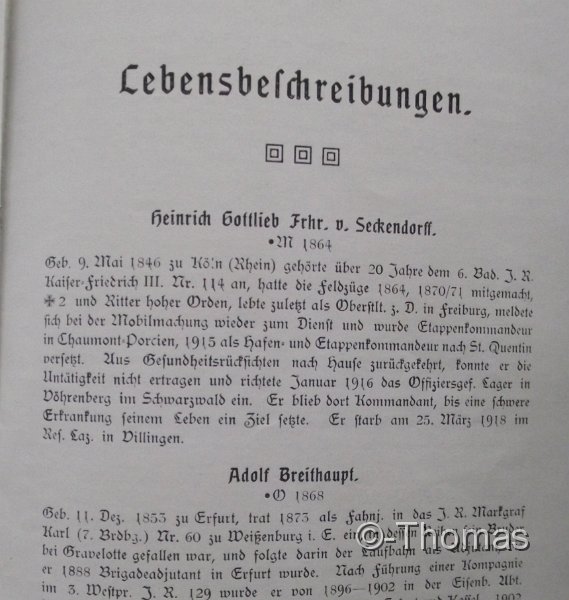 Lebensbeſchreibungen.
Heinrich Gottlieb Frhr. v. Seckendorff.
•M 1864
Geb. 9. Mai 1846 zu Köln (Rhein) gehörte über 20 Jahre dem 6. Bad. J. R.
Kaiſer-Friedrich III. Nr. 114 an, hatte die Feldzüge 1864, 1870/71 mitgemacht,
✠2 und Ritter hoher Orden, lebte zuletzt als Oberſtlt. z. D. in Freiburg, meldete
ſich bei der Mobilmachung wieder zum Dienſt und wurde Etappenkommandeur
in Chaumont-Porcien, 1915 als Hafen- und Etappenkommandeur nach St. Quentin
verſetzt. Aus Geſundheitsrückſichten nach Hauſe zurückgekehrt, konnte er die
Untätigkeit nicht ertragen und richtete Januar 1916 das Offiziersgef. Lager in
Vöhrenberg im Schwarzwald ein. Er blieb dort Kommandant, bis eine ſchwere
Erkrankung ſeinem Leben ein Ziel ſetzte. Er ſtarb am 25. März 1918 im
Reſ. Laz. in Villingen.
Adolf Breithaupt.
•O 1868
Geb. 11. Dez. 1853 zu Erfurt, trat 1873 als Fahnj. in das J. R. Markgraf
Karl (7. Brdbg.) Nr. 60 zu Weißenburg i. E. ein,
©-Thomas
bei Gravelotte gefallen war, und folgte darin der Laufbahn als
er 1888 Brigadeadjutant in Erfurt wurde. Nach Führung einer Kompagnie
im 3. Weſtpr. J. R. 129 wurde er von 1896–1902 in der Eiſenb. Abt.